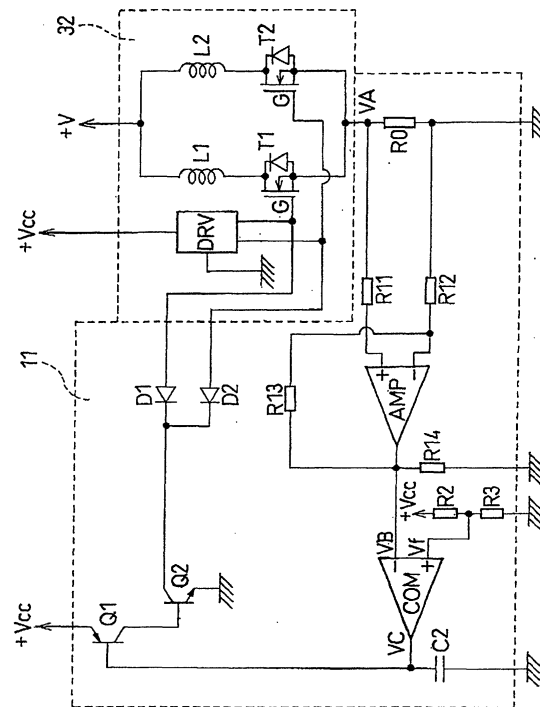 32
+V
L2
T2
G
L1
T1
G
VA
R0
+Vcc
DRV
R11
R12
11
D1
D2
R13
+
−
AMP
R14
+Vcc
R2
R3
VB
Vf
−
+
COM
VC
C2
+Vcc
Q1
Q2